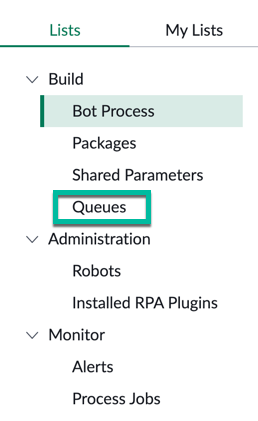 Lists My Lists
Build
Bot Process
Packages
Shared Parameters
Queues
Administration
Robots
Installed RPA Plugins
Monitor
Alerts
Process Jobs